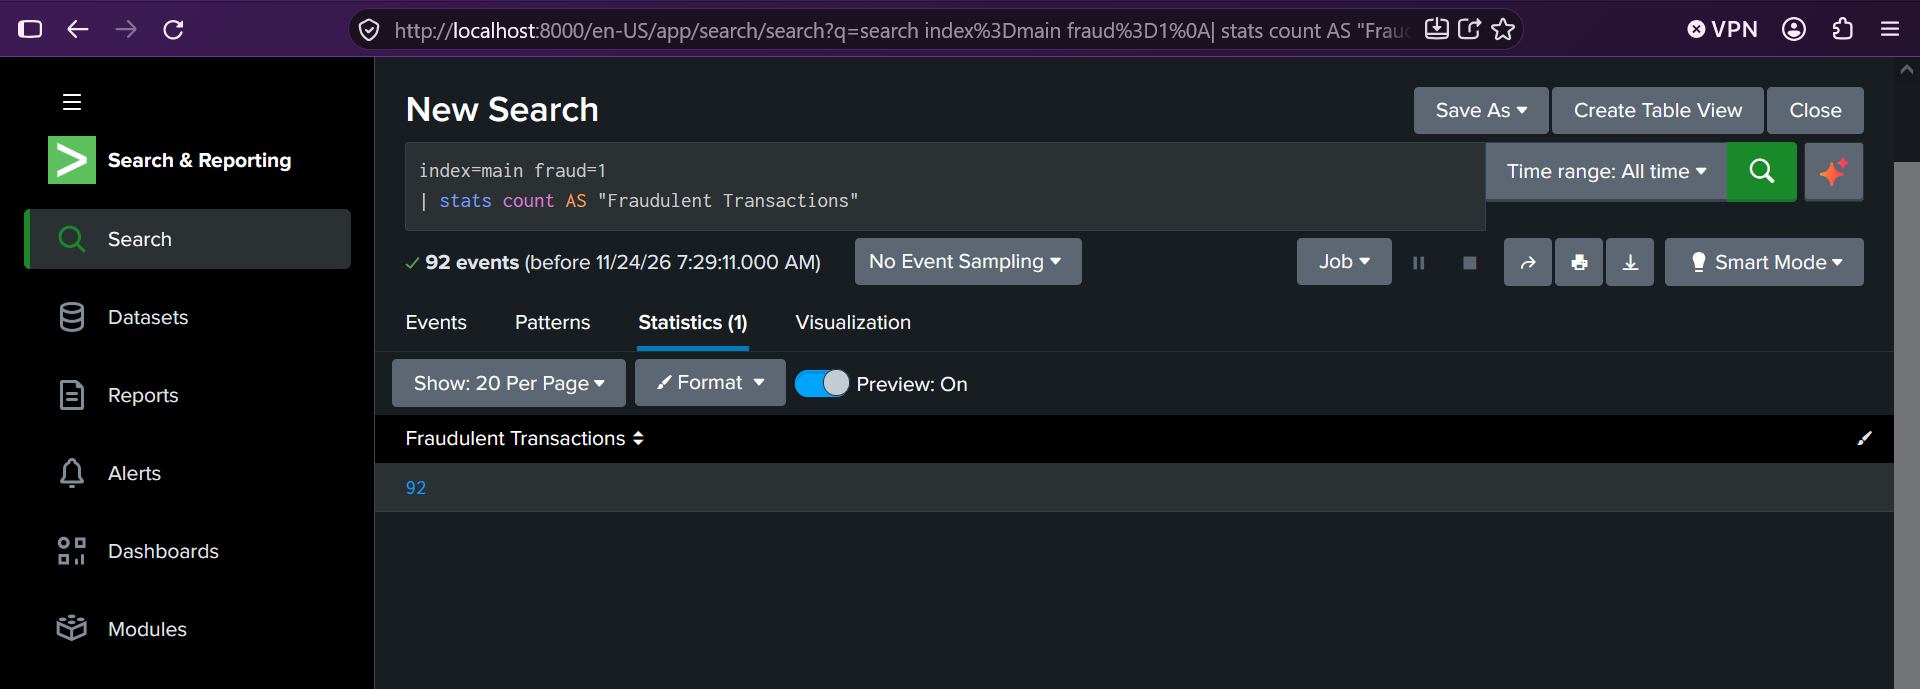 http://localhost:8000/en-US/app/search/search?q=search index%3Dmain fraud%3D1%0A| stats count AS "Frauc
VPN
Search & Reporting
Search
Datasets
Reports
Alerts
Dashboards
Modules
New Search
Save As
Create Table View
Close
index=main fraud=1
| stats count AS "Fraudulent Transactions"
Time range: All time
92 events (before 11/24/26 7:29:11.000 AM)
No Event Sampling
Job
Smart Mode
Events
Patterns
Statistics (1)
Visualization
Show: 20 Per Page
Format
Preview: On
Fraudulent Transactions
92